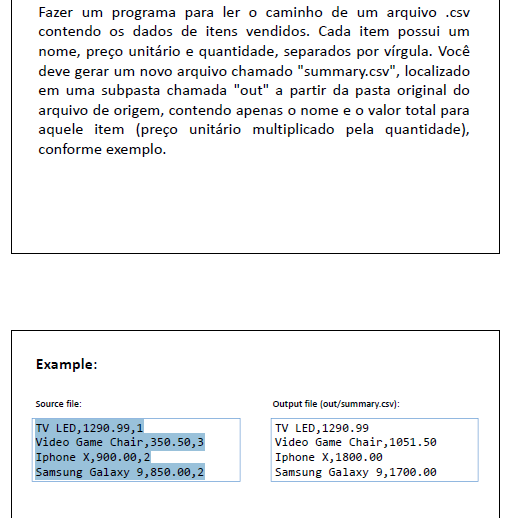 Fazer um programa para ler o caminho de um arquivo .csv
contendo os dados de itens vendidos. Cada item possui um
nome, preço unitário e quantidade, separados por vírgula. Você
deve gerar um novo arquivo chamado "summary.csv", localizado
em uma subpasta chamada "out" a partir da pasta original do
arquivo de origem, contendo apenas o nome e o valor total para
aquele item (preço unitário multiplicado pela quantidade),
conforme exemplo.
Example:
Source file:
TV LED,1290.99,1
Video Game Chair,350.50,3
Iphone X,900.00,2
Samsung Galaxy 9,850.00,2
Output file (out/summary.csv):
TV LED,1290.99
Video Game Chair,1051.50
Iphone X,1800.00
Samsung Galaxy 9,1700.00